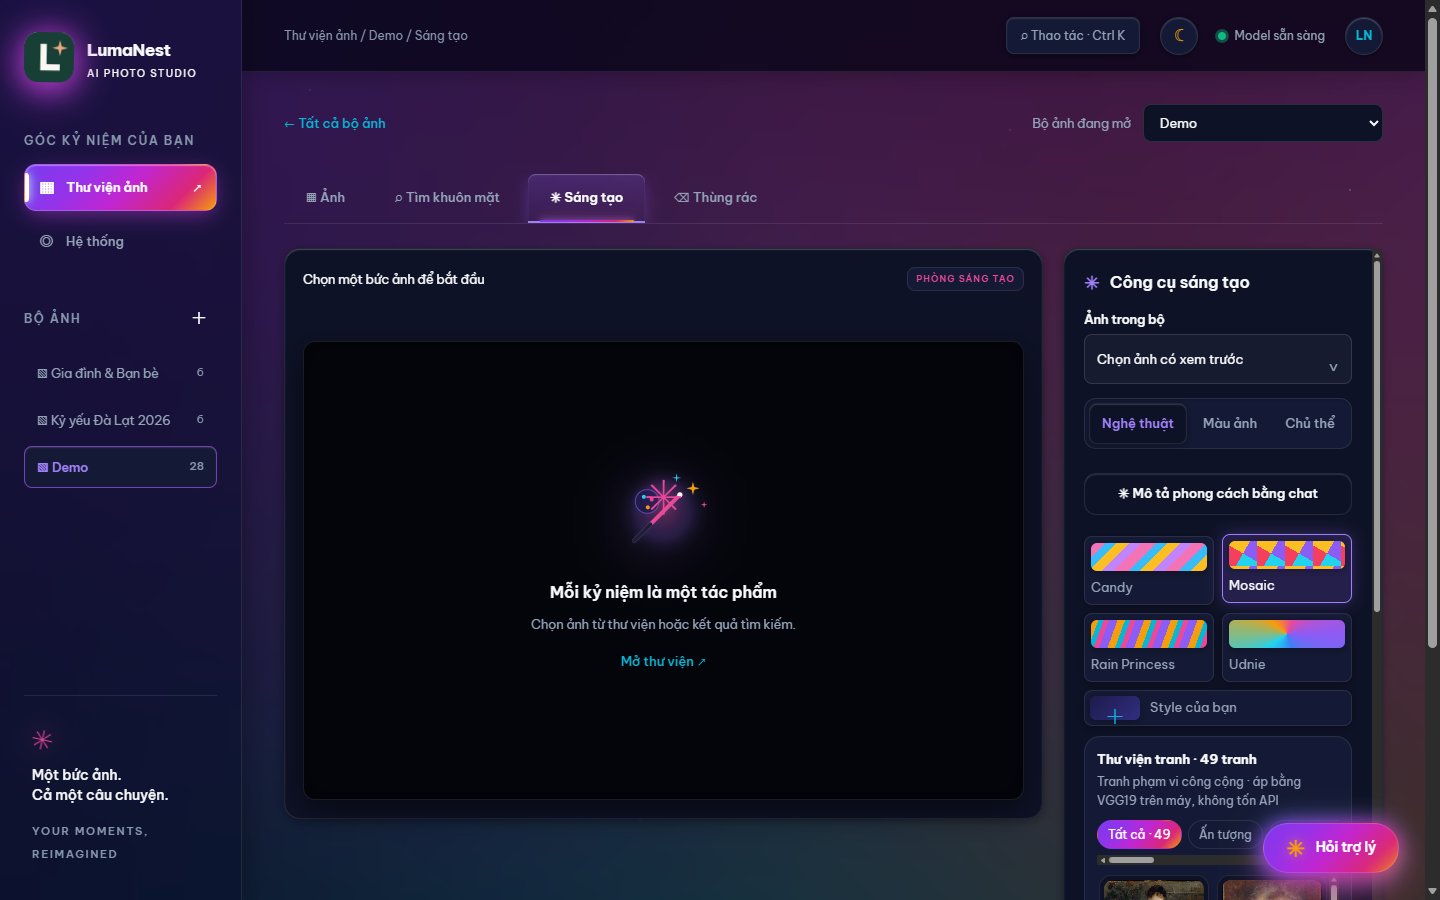 LumaNest
AI PHOTO STUDIO
GÓC KỶ NIỆM CỦA BẠN
Thư viện ảnh
Hệ thống
BỘ ẢNH
Gia đình & Bạn bè 6
Kỷ yếu Đà Lạt 2026 6
Demo 28
Một bức ảnh.
Cả một câu chuyện.
YOUR MOMENTS,
REIMAGINED
Thư viện ảnh / Demo / Sáng tạo
Thao tác · Ctrl K
Model sẵn sàng
LN
← Tất cả bộ ảnh
Bộ ảnh đang mở
Demo
Ảnh
Tìm khuôn mặt
Sáng tạo
Thùng rác
Chọn một bức ảnh để bắt đầu
PHÒNG SÁNG TẠO
Mỗi kỷ niệm là một tác phẩm
Chọn ảnh từ thư viện hoặc kết quả tìm kiếm.
Mở thư viện ↗
Công cụ sáng tạo
Ảnh trong bộ
Chọn ảnh có xem trước
Nghệ thuật
Màu ảnh
Chủ thể
Mô tả phong cách bằng chat
Candy
Mosaic
Rain Princess
Udnie
Style của bạn
Thư viện tranh · 49 tranh
Tranh phạm vi công cộng · áp bằng
VGG19 trên máy, không tốn API
Tất cả · 49
Ấn tượng
Hỏi trợ lý